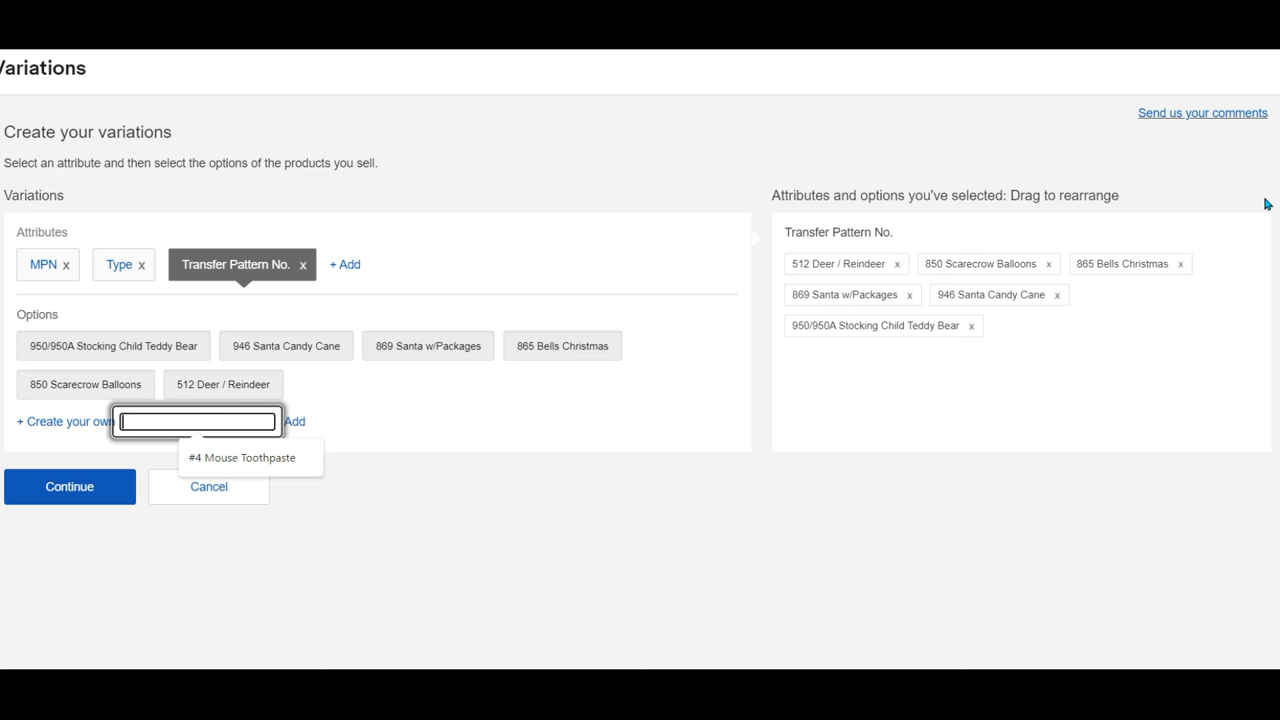 Variations
Send us your comments
Create your variations
Select an attribute and then select the options of the products you sell.
Variations
Attributes and options you've selected: Drag to rearrange
Attributes
MPN x
Type x
Transfer Pattern No. x
+ Add
Options
950/950A Stocking Child Teddy Bear
946 Santa Candy Cane
869 Santa w/Packages
865 Bells Christmas
850 Scarecrow Balloons
512 Deer / Reindeer
+ Create your own
Add
#4 Mouse Toothpaste
Continue
Cancel
Transfer Pattern No.
512 Deer / Reindeer x
850 Scarecrow Balloons x
865 Bells Christmas x
869 Santa w/Packages x
946 Santa Candy Cane x
950/950A Stocking Child Teddy Bear x